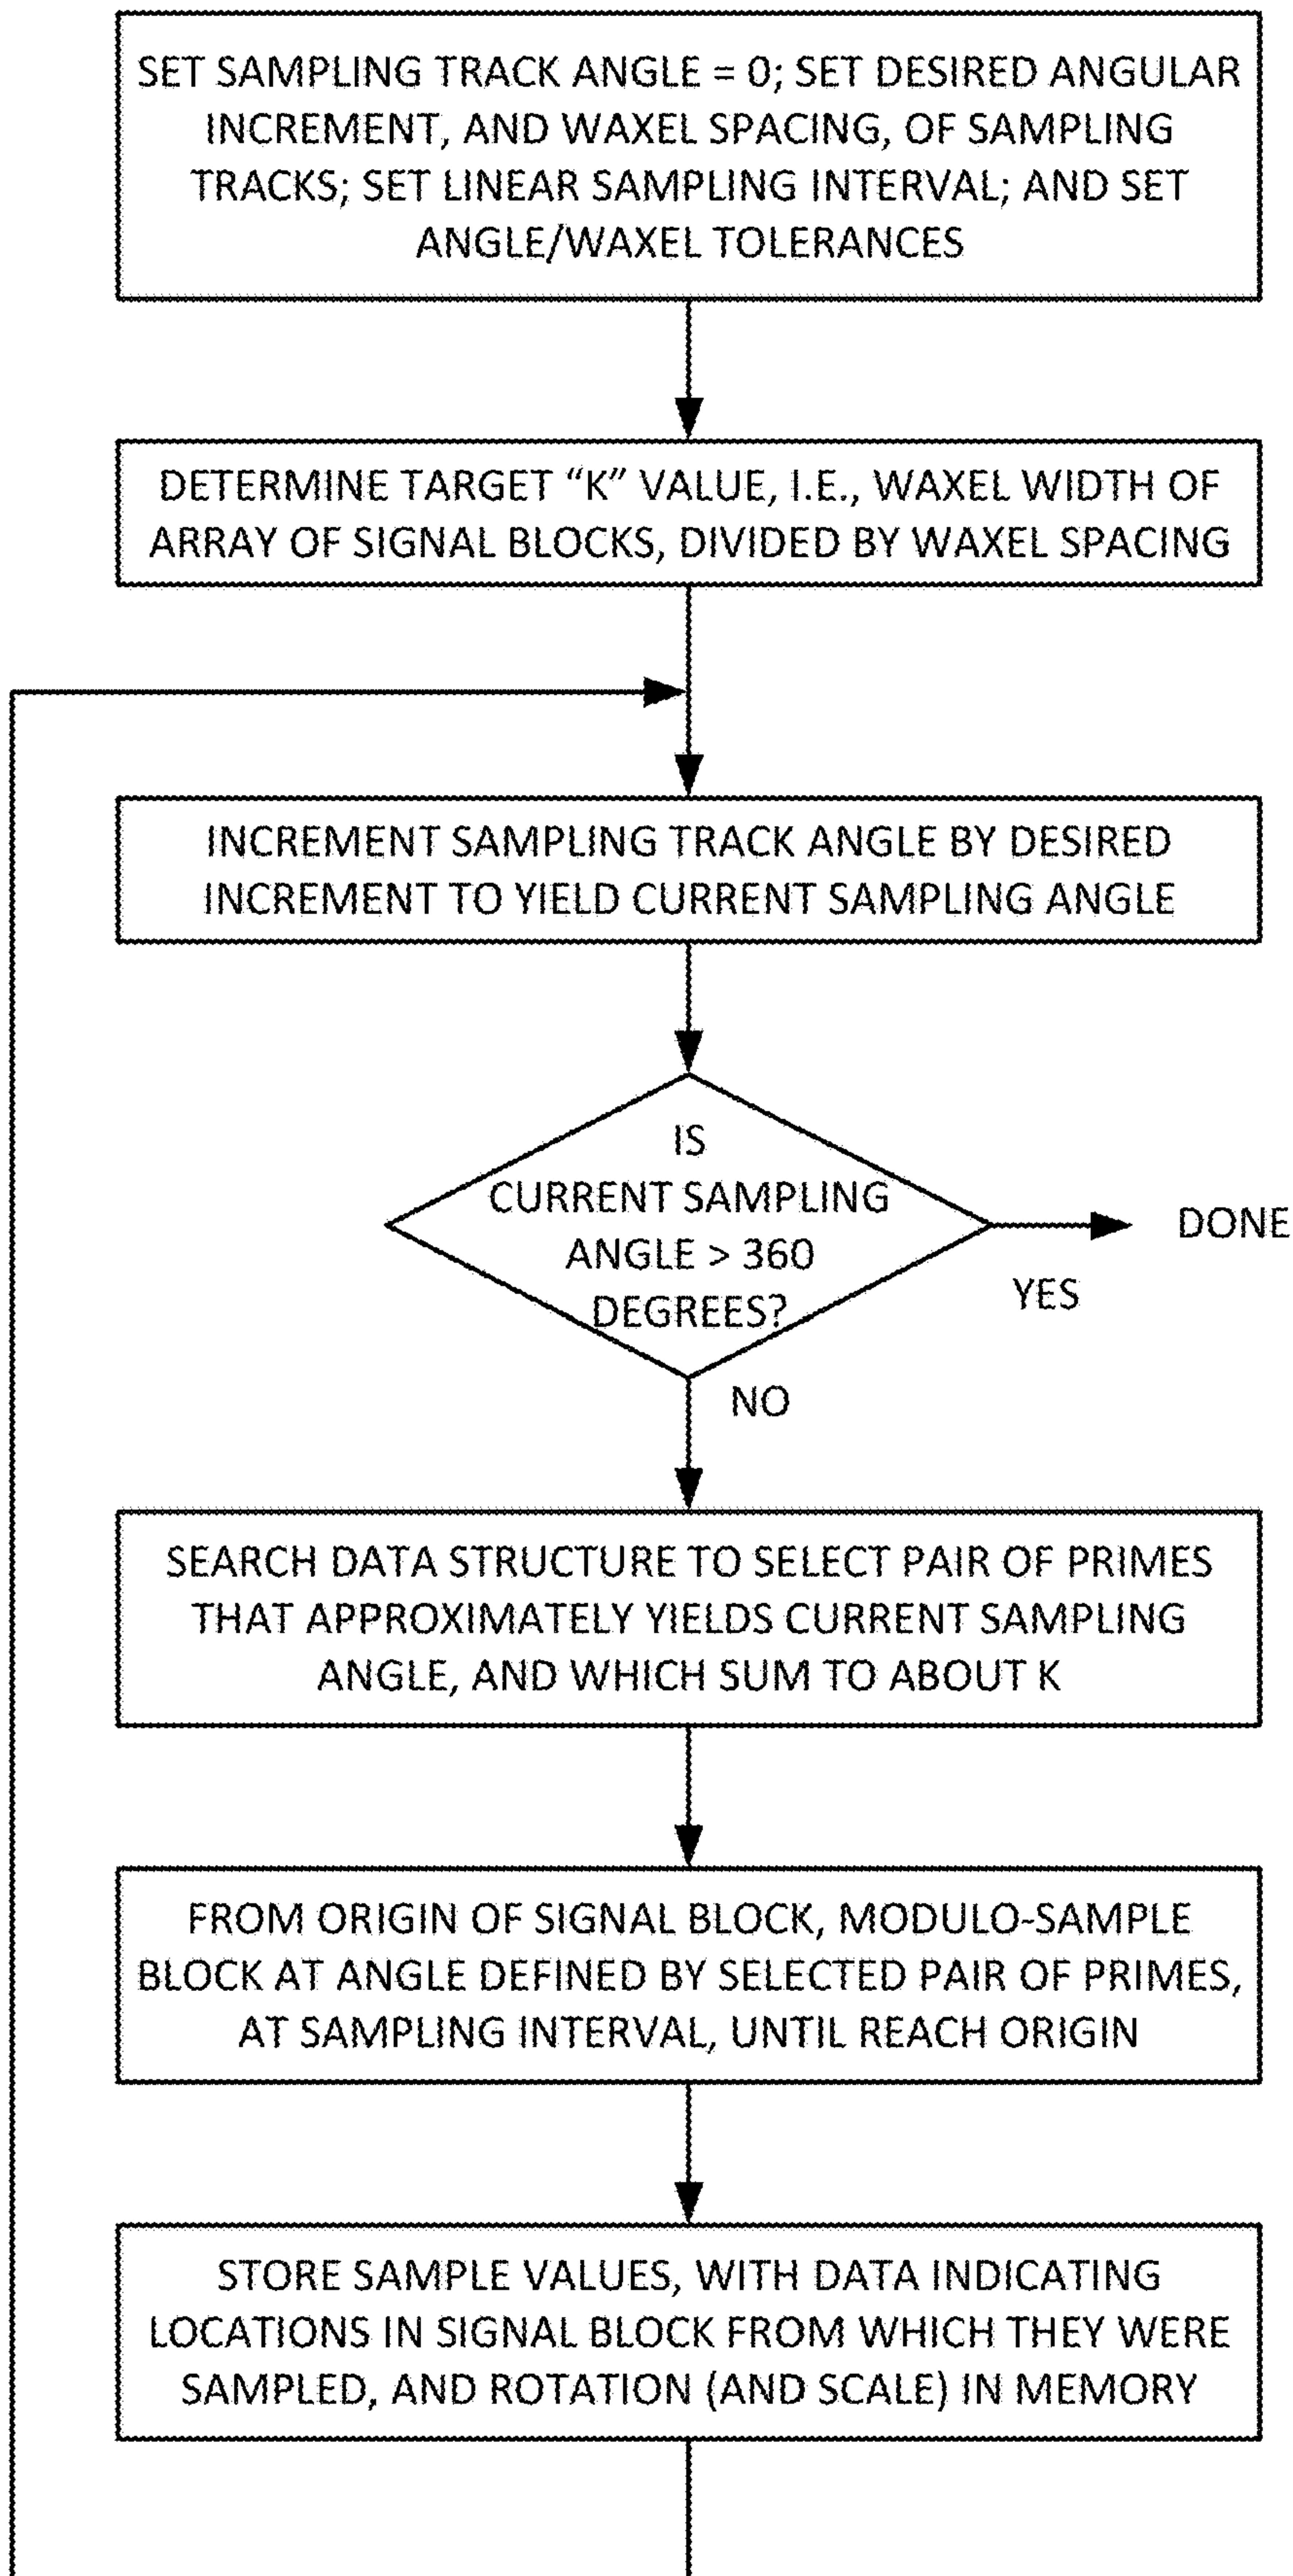 SET SAMPLING TRACK ANGLE = 0; SET DESIRED ANGULAR
INCREMENT, AND WAXEL SPACING, OF SAMPLING
TRACKS; SET LINEAR SAMPLING INTERVAL; AND SET
ANGLE/WAXEL TOLERANCES
DETERMINE TARGET “K” VALUE, I.E., WAXEL WIDTH OF
ARRAY OF SIGNAL BLOCKS, DIVIDED BY WAXEL SPACING
INCREMENT SAMPLING TRACK ANGLE BY DESIRED
INCREMENT TO YIELD CURRENT SAMPLING ANGLE
IS
CURRENT SAMPLING
ANGLE > 360
DEGREES?
DONE
YES
NO
SEARCH DATA STRUCTURE TO SELECT PAIR OF PRIMES
THAT APPROXIMATELY YIELDS CURRENT SAMPLING
ANGLE, AND WHICH SUM TO ABOUT K
FROM ORIGIN OF SIGNAL BLOCK, MODULO-SAMPLE
BLOCK AT ANGLE DEFINED BY SELECTED PAIR OF PRIMES,
AT SAMPLING INTERVAL, UNTIL REACH ORIGIN
STORE SAMPLE VALUES, WITH DATA INDICATING
LOCATIONS IN SIGNAL BLOCK FROM WHICH THEY WERE
SAMPLED, AND ROTATION (AND SCALE) IN MEMORY